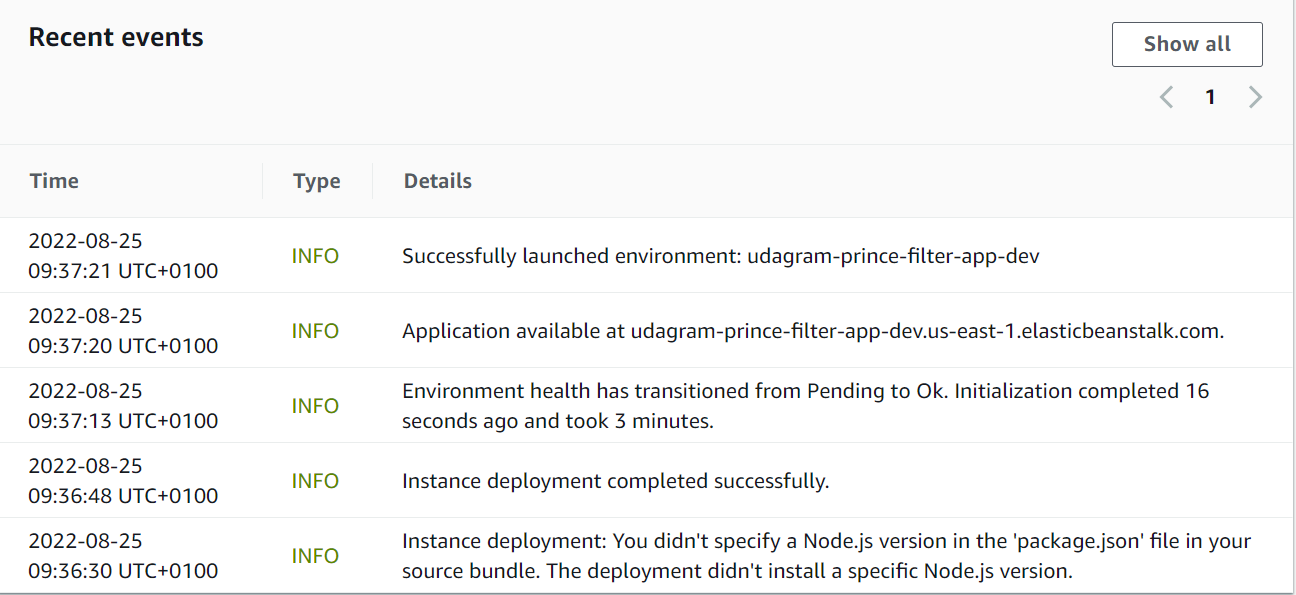 Recent events
Show all
1
Time Type Details
2022-08-25
09:37:21 UTC+0100
INFO
Successfully launched environment: udagram-prince-filter-app-dev
2022-08-25
09:37:20 UTC+0100
INFO
Application available at udagram-prince-filter-app-dev.us-east-1.elasticbeanstalk.com.
2022-08-25
09:37:13 UTC+0100
INFO
Environment health has transitioned from Pending to Ok. Initialization completed 16
seconds ago and took 3 minutes.
2022-08-25
09:36:48 UTC+0100
INFO
Instance deployment completed successfully.
2022-08-25
09:36:30 UTC+0100
INFO
Instance deployment: You didn't specify a Node.js version in the 'package.json' file in your
source bundle. The deployment didn't install a specific Node.js version.